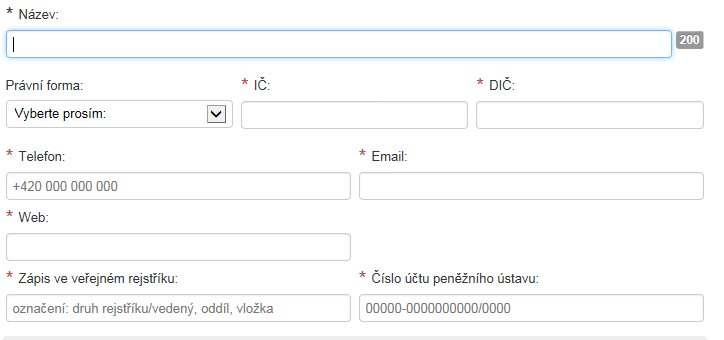 * Název:
200
Právní forma: * IČ: * DIČ:
Vyberte prosím:
* Telefon: * Email:
+420 000 000 000
* Web:
* Zápis ve veřejném rejstříku: * Číslo účtu peněžního ústavu:
označení: druh rejstříku/vedený, oddíl, vložka 00000-0000000000/0000